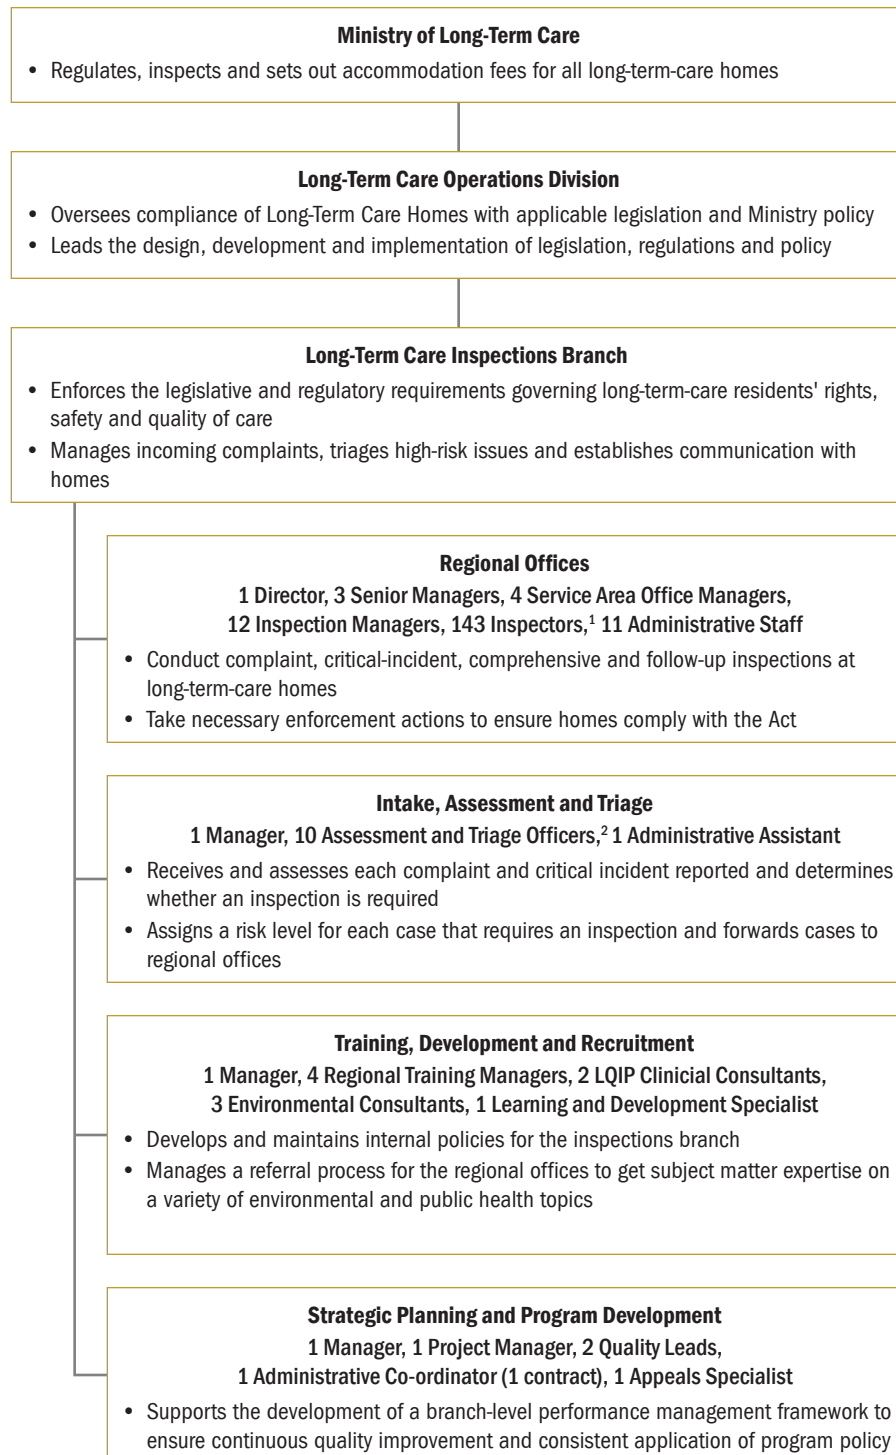 Ministry of Long-Term Care
• Regulates, inspects and sets out accommodation fees for all long-term-care homes
Long-Term Care Operations Division
• Oversees compliance of Long-Term Care Homes with applicable legislation and Ministry policy
• Leads the design, development and implementation of legislation, regulations and policy
Long-Term Care Inspections Branch
• Enforces the legislative and regulatory requirements governing long-term-care residents' rights,
safety and quality of care
• Manages incoming complaints, triages high-risk issues and establishes communication with
homes
Regional Offices
1 Director, 3 Senior Managers, 4 Service Area Office Managers,
12 Inspection Managers, 143 Inspectors,¹ 11 Administrative Staff
• Conduct complaint, critical-incident, comprehensive and follow-up inspections at
long-term-care homes
• Take necessary enforcement actions to ensure homes comply with the Act
Intake, Assessment and Triage
1 Manager, 10 Assessment and Triage Officers,² 1 Administrative Assistant
• Receives and assesses each complaint and critical incident reported and determines
whether an inspection is required
• Assigns a risk level for each case that requires an inspection and forwards cases to
regional offices
Training, Development and Recruitment
1 Manager, 4 Regional Training Managers, 2 LQIP Clinicial Consultants,
3 Environmental Consultants, 1 Learning and Development Specialist
• Develops and maintains internal policies for the inspections branch
• Manages a referral process for the regional offices to get subject matter expertise on
a variety of environmental and public health topics
Strategic Planning and Program Development
1 Manager, 1 Project Manager, 2 Quality Leads,
1 Administrative Co-ordinator (1 contract), 1 Appeals Specialist
• Supports the development of a branch-level performance management framework to
ensure continuous quality improvement and consistent application of program policy